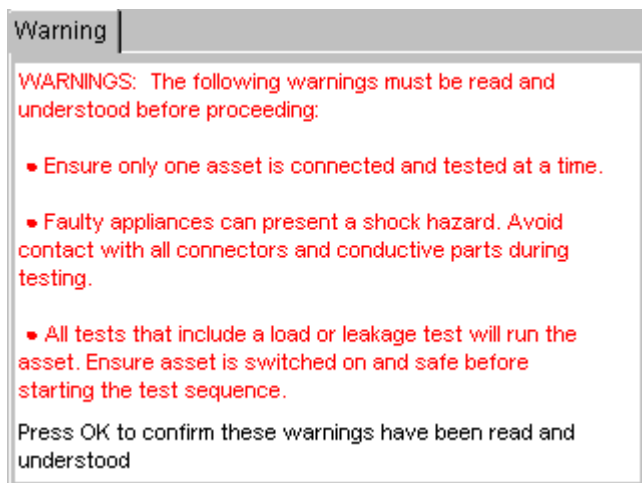 Warning
WARNINGS:  The following warnings must be read and
understood before proceeding:
• Ensure only one asset is connected and tested at a time.
• Faulty appliances can present a shock hazard. Avoid
contact with all connectors and conductive parts during
testing.
• All tests that include a load or leakage test will run the
asset. Ensure asset is switched on and safe before
starting the test sequence.
Press OK to confirm these warnings have been read and
understood